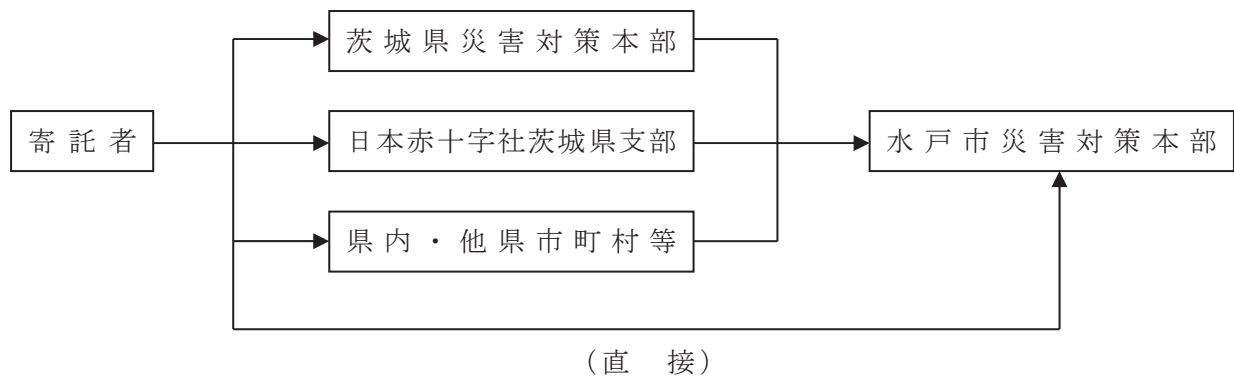 茨城県災害対策本部
寄託者
日本赤十字社茨城県支部
水戸市災害対策本部
県内・他県市町村等
（直　接）